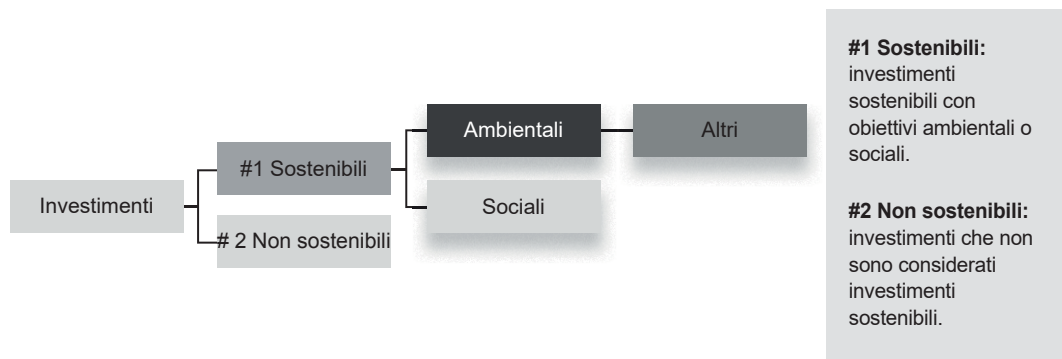 Investimenti
#1 Sostenibili
# 2 Non sostenibili
Ambientali
Sociali
Altri
#1 Sostenibili:
investimenti
sostenibili con
obiettivi ambientali o
sociali.
#2 Non sostenibili:
investimenti che non
sono considerati
investimenti
sostenibili.